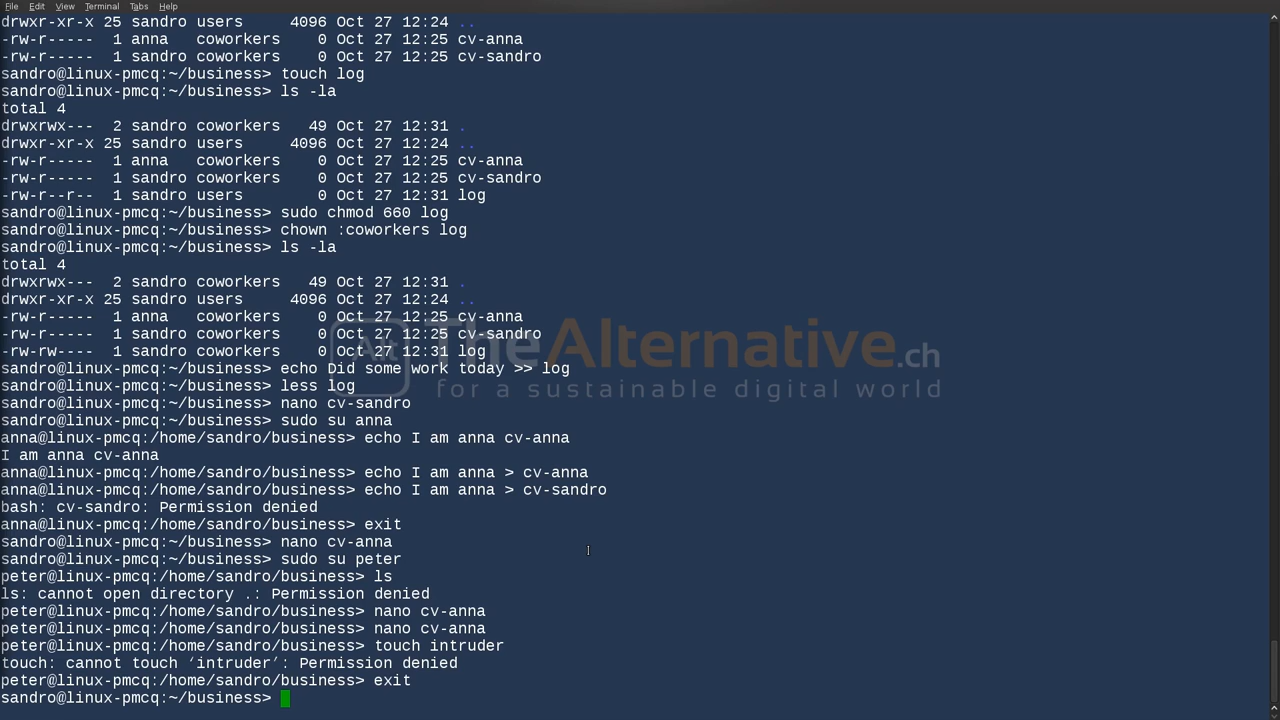 File Edit View Terminal Tabs Help
drwxr-xr-x 25 sandro users     4096 Oct 27 12:24 ..
-rw-r-----  1 anna   coworkers    0 Oct 27 12:25 cv-anna
-rw-r-----  1 sandro coworkers    0 Oct 27 12:25 cv-sandro
sandro@linux-pmcq:~/business> touch log
sandro@linux-pmcq:~/business> ls -la
total 4
drwxrwx---  2 sandro coworkers   49 Oct 27 12:31 .
drwxr-xr-x 25 sandro users     4096 Oct 27 12:24 ..
-rw-r-----  1 anna   coworkers    0 Oct 27 12:25 cv-anna
-rw-r-----  1 sandro coworkers    0 Oct 27 12:25 cv-sandro
-rw-r--r--  1 sandro users        0 Oct 27 12:31 log
sandro@linux-pmcq:~/business> sudo chmod 660 log
sandro@linux-pmcq:~/business> chown :coworkers log
sandro@linux-pmcq:~/business> ls -la
total 4
drwxrwx---  2 sandro coworkers   49 Oct 27 12:31 .
drwxr-xr-x 25 sandro users     4096 Oct 27 12:24 ..
-rw-r-----  1 anna   coworkers    0 Oct 27 12:25 cv-anna
-rw-r-----  1 sandro coworkers    0 Oct 27 12:25 cv-sandro
-rw-rw----  1 sandro coworkers    0 Oct 27 12:31 log
Alt TheAlternative.ch
for a sustainable digital world
sandro@linux-pmcq:~/business> echo Did some work today >> log
sandro@linux-pmcq:~/business> less log
sandro@linux-pmcq:~/business> nano cv-sandro
sandro@linux-pmcq:~/business> sudo su anna
anna@linux-pmcq:/home/sandro/business> echo I am anna cv-anna
I am anna cv-anna
anna@linux-pmcq:/home/sandro/business> echo I am anna > cv-anna
anna@linux-pmcq:/home/sandro/business> echo I am anna > cv-sandro
bash: cv-sandro: Permission denied
anna@linux-pmcq:/home/sandro/business> exit
sandro@linux-pmcq:~/business> nano cv-anna
sandro@linux-pmcq:~/business> sudo su peter
peter@linux-pmcq:/home/sandro/business> ls
ls: cannot open directory .: Permission denied
peter@linux-pmcq:/home/sandro/business> nano cv-anna
peter@linux-pmcq:/home/sandro/business> nano cv-anna
peter@linux-pmcq:/home/sandro/business> touch intruder
touch: cannot touch ‘intruder’: Permission denied
peter@linux-pmcq:/home/sandro/business> exit
sandro@linux-pmcq:~/business>